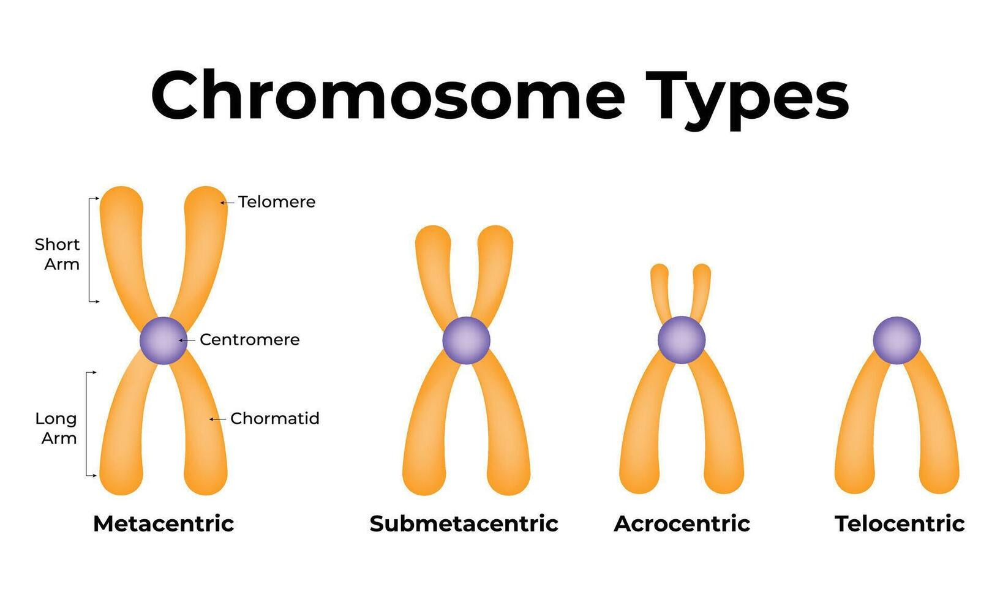 Chromosome Types
Telomere
Short
Arm
Centromere
Long
Arm
Chormatid
Metacentric
Submetacentric
Acrocentric
Telocentric